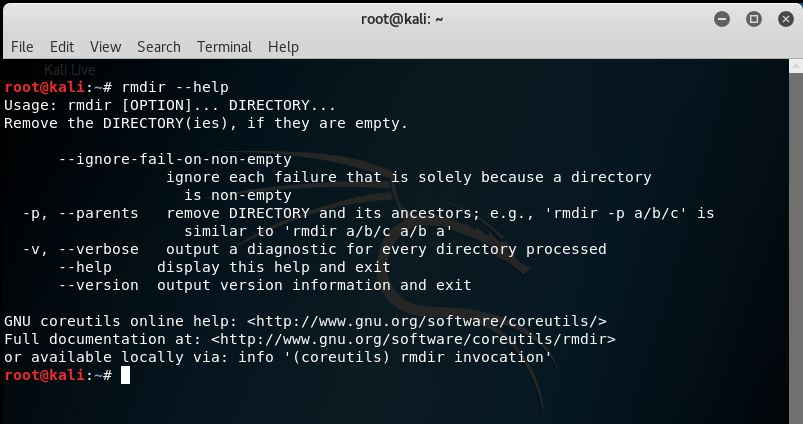 root@kali: ~
File Edit View Search Terminal Help
Kali Live
root@kali:~# rmdir --help
Usage: rmdir [OPTION]... DIRECTORY...
Remove the DIRECTORY(ies), if they are empty.
--ignore-fail-on-non-empty
ignore each failure that is solely because a directory
is non-empty
-p, --parents remove DIRECTORY and its ancestors; e.g., 'rmdir -p a/b/c' is
similar to 'rmdir a/b/c a/b a'
-v, --verbose output a diagnostic for every directory processed
--help display this help and exit
--version output version information and exit
GNU coreutils online help: <http://www.gnu.org/software/coreutils/>
Full documentation at: <http://www.gnu.org/software/coreutils/rmdir>
or available locally via: info '(coreutils) rmdir invocation'
root@kali:~#